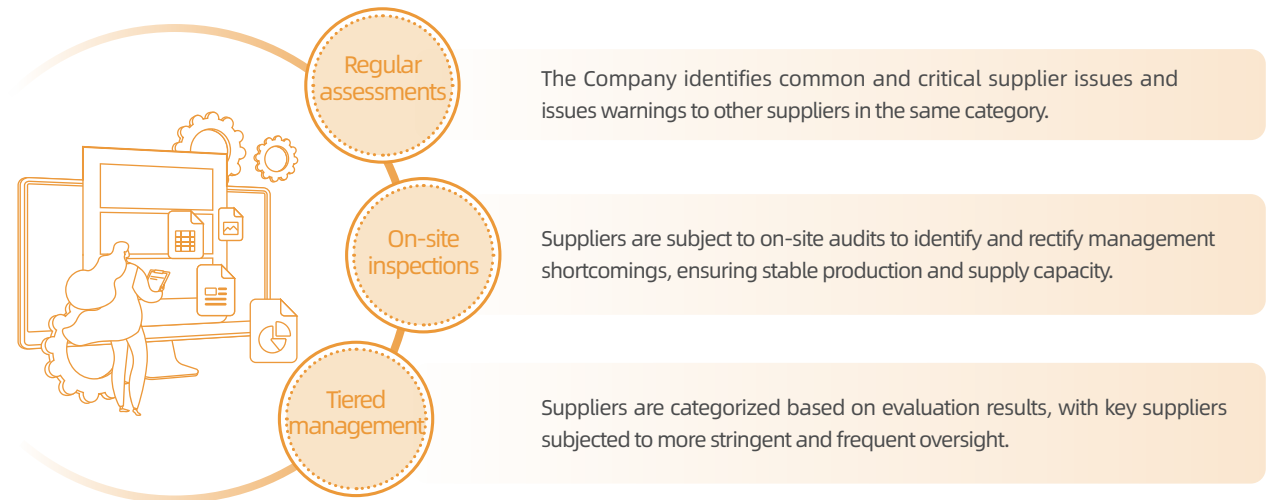 Regular
assessments
The Company identifies common and critical supplier issues and
issues warnings to other suppliers in the same category.
On-site
inspections
Suppliers are subject to on-site audits to identify and rectify management
shortcomings, ensuring stable production and supply capacity.
Tiered
management
Suppliers are categorized based on evaluation results, with key suppliers
subjected to more stringent and frequent oversight.